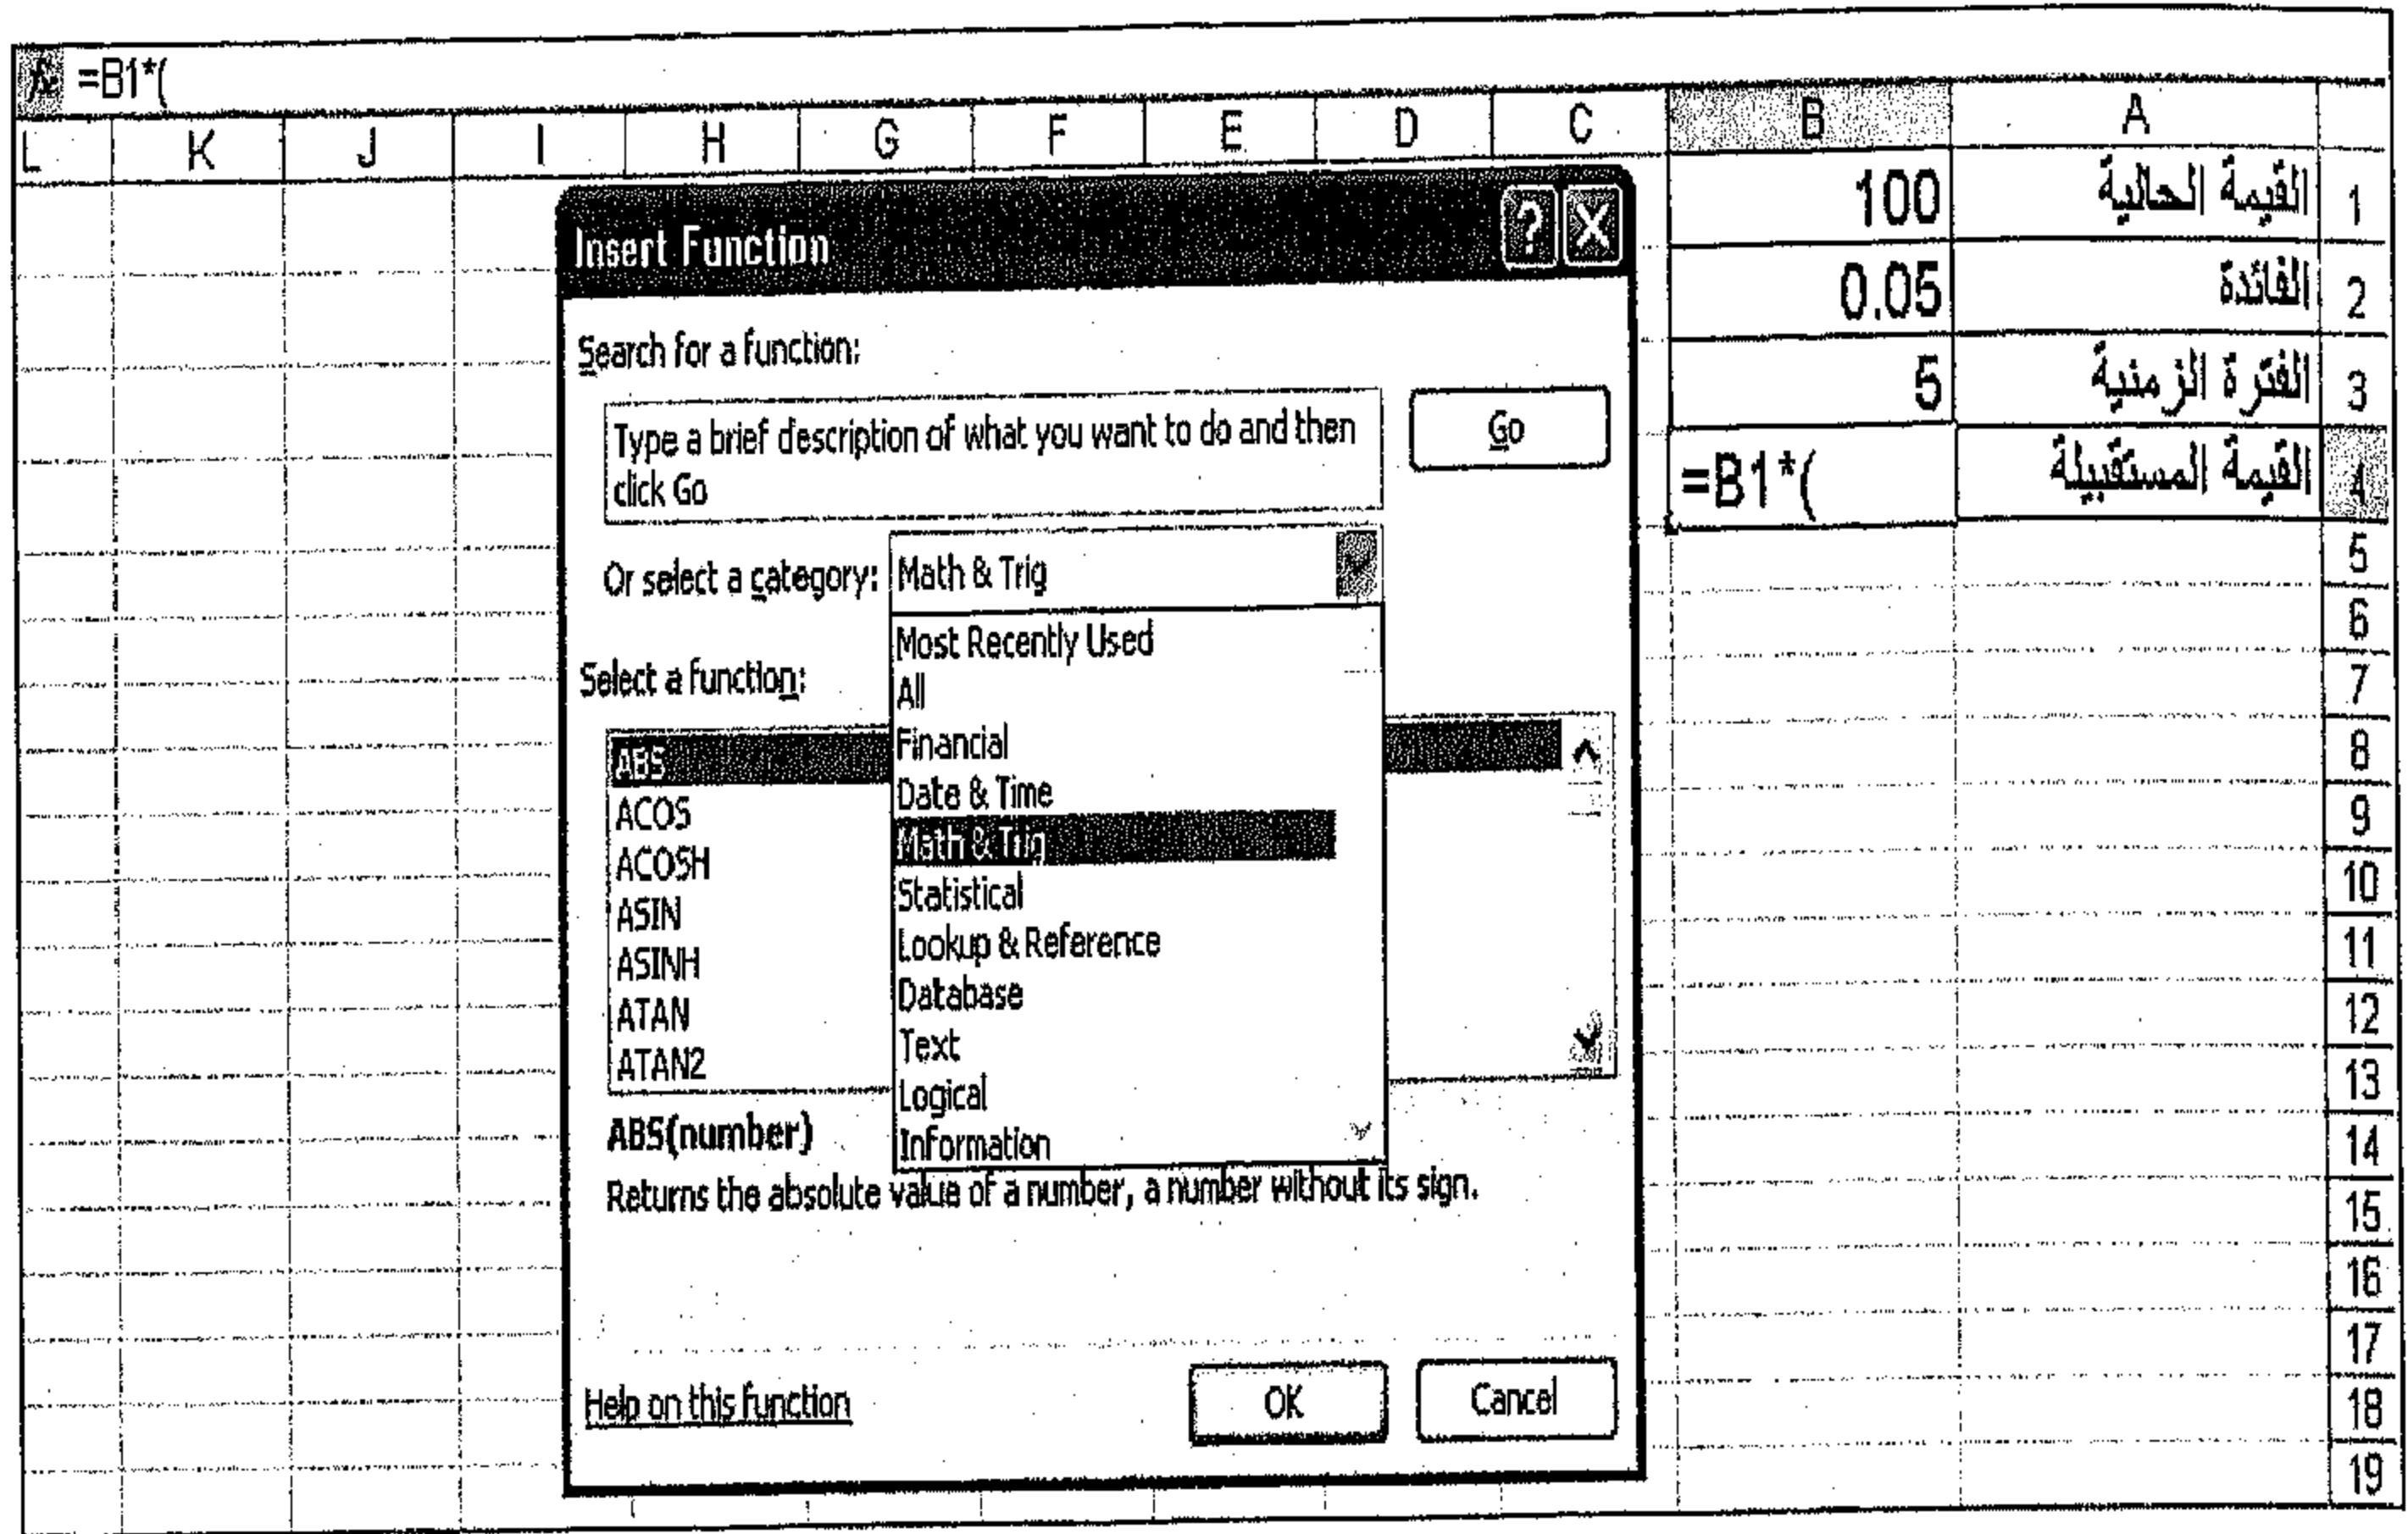 fx =B1*(
L K J I H G F E D C B A
100 القيمة الحالية 1
0.05 الفائدة 2
5 الفترة الزمنية 3
=B1*( القيمة المستقبيلة 4
5
6
7
8
9
10
11
12
13
14
15
16
17
18
19
Insert Function
Search for a function:
Type a brief description of what you want to do and then
click Go
Go
Or select a category: Math & Trig
Most Recently Used
All
Financial
Date & Time
Math & Trig
Statistical
Lookup & Reference
Database
Text
Logical
Information
Select a function:
ABS
ACOS
ACOSH
ASIN
ASINH
ATAN
ATAN2
ABS(number)
Returns the absolute value of a number, a number without its sign.
Help on this function
OK
Cancel